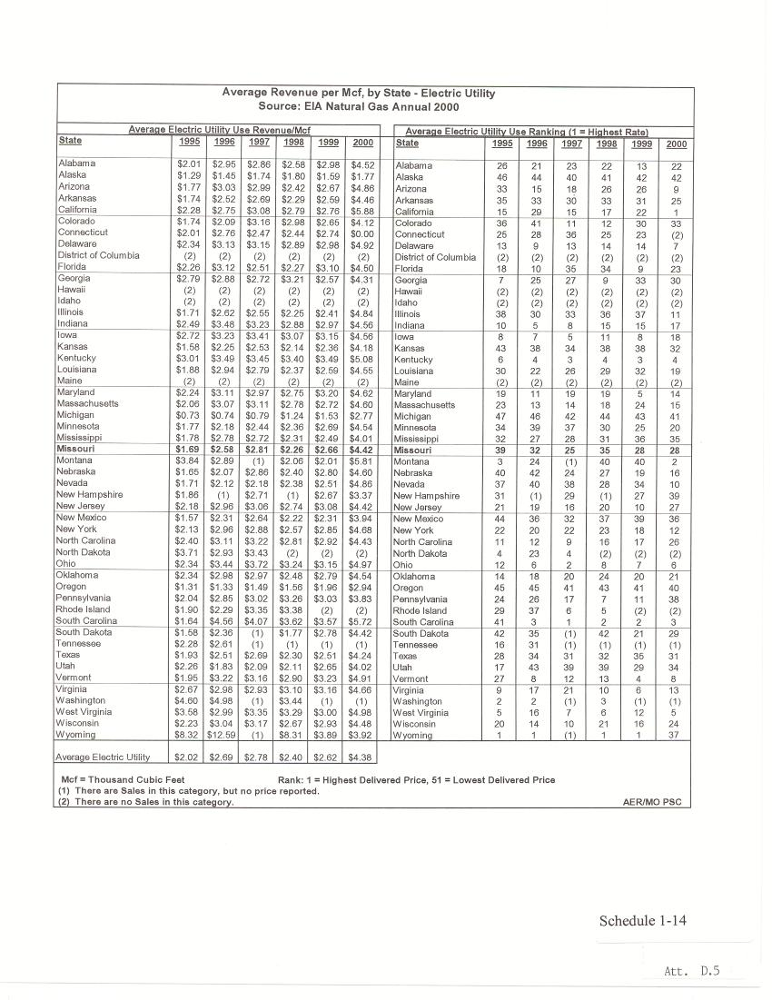 Average Revenue per Mcf, by State - Electric Utility
Source: EIA Natural Gas Annual 2000
Average Electric Utility Use Revenue/Mcf Average Electric Utility Use Ranking (1 = Highest Rate)
State 1995 1996 1997 1998 1999 2000 State 1995 1996 1997 1998 1999 2000
Alabama $2.01 $2.95 $2.86 $2.58 $2.98 $4.52 Alabama 26 21 23 22 13 22
Alaska $1.29 $1.45 $1.74 $1.80 $1.59 $1.77 Alaska 46 44 40 41 42 42
Arizona $1.77 $3.03 $2.99 $2.42 $2.67 $4.86 Arizona 33 15 18 26 26 9
Arkansas $1.74 $2.52 $2.69 $2.29 $2.59 $4.46 Arkansas 35 33 30 33 31 25
California $2.28 $2.75 $3.08 $2.79 $2.76 $5.88 California 15 29 15 17 22 1
Colorado $1.74 $2.09 $3.16 $2.98 $2.65 $4.12 Colorado 36 41 11 12 30 33
Connecticut $2.01 $2.76 $2.47 $2.44 $2.74 $0.00 Connecticut 25 28 36 25 23 (2)
Delaware $2.34 $3.13 $3.15 $2.89 $2.98 $4.92 Delaware 13 9 13 14 14 7
District of Columbia (2) (2) (2) (2) (2) (2) District of Columbia (2) (2) (2) (2) (2) (2)
Florida $2.26 $3.12 $2.51 $2.27 $3.10 $4.50 Florida 18 10 35 34 9 23
Georgia $2.79 $2.88 $2.72 $3.21 $2.57 $4.31 Georgia 7 25 27 9 33 30
Hawaii (2) (2) (2) (2) (2) (2) Hawaii (2) (2) (2) (2) (2) (2)
Idaho (2) (2) (2) (2) (2) (2) Idaho (2) (2) (2) (2) (2) (2)
Illinois $1.71 $2.62 $2.55 $2.25 $2.41 $4.84 Illinois 38 30 33 36 37 11
Indiana $2.49 $3.48 $3.23 $2.88 $2.97 $4.56 Indiana 10 5 8 15 15 17
Iowa $2.72 $3.23 $3.41 $3.07 $3.15 $4.56 Iowa 8 7 5 11 8 18
Kansas $1.58 $2.25 $2.53 $2.14 $2.36 $4.18 Kansas 43 38 34 38 38 32
Kentucky $3.01 $3.49 $3.45 $3.40 $3.49 $5.08 Kentucky 6 4 3 4 3 4
Louisiana $1.88 $2.94 $2.79 $2.37 $2.59 $4.55 Louisiana 30 22 26 29 32 19
Maine (2) (2) (2) (2) (2) (2) Maine (2) (2) (2) (2) (2) (2)
Maryland $2.24 $3.11 $2.97 $2.75 $3.20 $4.62 Maryland 19 11 19 19 5 14
Massachusetts $2.06 $3.07 $3.11 $2.78 $2.72 $4.60 Massachusetts 23 13 14 18 24 15
Michigan $0.73 $0.74 $0.79 $1.24 $1.53 $2.77 Michigan 47 46 42 44 43 41
Minnesota $1.77 $2.18 $2.44 $2.36 $2.69 $4.54 Minnesota 34 39 37 30 25 20
Mississippi $1.78 $2.78 $2.72 $2.31 $2.49 $4.01 Mississippi 32 27 28 31 36 35
Missouri $1.69 $2.58 $2.81 $2.26 $2.66 $4.42 Missouri 39 32 25 35 28 28
Montana $3.84 $2.89 (1) $2.06 $2.01 $5.81 Montana 3 24 (1) 40 40 2
Nebraska $1.65 $2.07 $2.86 $2.40 $2.80 $4.60 Nebraska 40 42 24 27 19 16
Nevada $1.71 $2.12 $2.18 $2.38 $2.51 $4.86 Nevada 37 40 38 28 34 10
New Hampshire $1.86 (1) $2.71 (1) $2.67 $3.37 New Hampshire 31 (1) 29 (1) 27 39
New Jersey $2.18 $2.96 $3.06 $2.74 $3.08 $4.42 New Jersey 21 19 16 20 10 27
New Mexico $1.57 $2.31 $2.64 $2.22 $2.31 $3.94 New Mexico 44 36 32 37 39 36
New York $2.13 $2.96 $2.88 $2.57 $2.85 $4.68 New York 22 20 22 23 18 12
North Carolina $2.40 $3.11 $3.22 $2.81 $2.92 $4.43 North Carolina 11 12 9 16 17 26
North Dakota $3.71 $2.93 $3.43 (2) (2) (2) North Dakota 4 23 4 (2) (2) (2)
Ohio $2.34 $3.44 $3.72 $3.24 $3.15 $4.97 Ohio 12 6 2 8 7 6
Oklahoma $2.34 $2.98 $2.97 $2.48 $2.79 $4.54 Oklahoma 14 18 20 24 20 21
Oregon $1.31 $1.33 $1.49 $1.56 $1.96 $2.94 Oregon 45 45 41 43 41 40
Pennsylvania $2.04 $2.85 $3.02 $3.26 $3.03 $3.83 Pennsylvania 24 26 17 7 11 38
Rhode Island $1.90 $2.29 $3.35 $3.38 (2) (2) Rhode Island 29 37 6 5 (2) (2)
South Carolina $1.64 $4.56 $4.07 $3.62 $3.57 $5.72 South Carolina 41 3 1 2 2 3
South Dakota $1.58 $2.36 (1) $1.77 $2.78 $4.42 South Dakota 42 35 (1) 42 21 29
Tennessee $2.28 $2.61 (1) (1) (1) (1) Tennessee 16 31 (1) (1) (1) (1)
Texas $1.93 $2.51 $2.69 $2.30 $2.51 $4.24 Texas 28 34 31 32 35 31
Utah $2.26 $1.83 $2.09 $2.11 $2.65 $4.02 Utah 17 43 39 39 29 34
Vermont $1.95 $3.22 $3.16 $2.90 $3.23 $4.91 Vermont 27 8 12 13 4 8
Virginia $2.67 $2.98 $2.93 $3.10 $3.16 $4.66 Virginia 9 17 21 10 6 13
Washington $4.60 $4.98 (1) $3.44 (1) (1) Washington 2 2 (1) 3 (1) (1)
West Virginia $3.58 $2.99 $3.35 $3.29 $3.00 $4.98 West Virginia 5 16 7 6 12 5
Wisconsin $2.23 $3.04 $3.17 $2.67 $2.93 $4.48 Wisconsin 20 14 10 21 16 24
Wyoming $8.32 $12.59 (1) $8.31 $3.89 $3.92 Wyoming 1 1 (1) 1 1 37
Average Electric Utility $2.02 $2.69 $2.78 $2.40 $2.62 $4.38
Mcf = Thousand Cubic Feet Rank: 1 = Highest Delivered Price, 51 = Lowest Delivered Price
(1) There are Sales in this category, but no price reported.
(2) There are no Sales in this category. AER/MO PSC
Schedule 1-14
Att. D.5